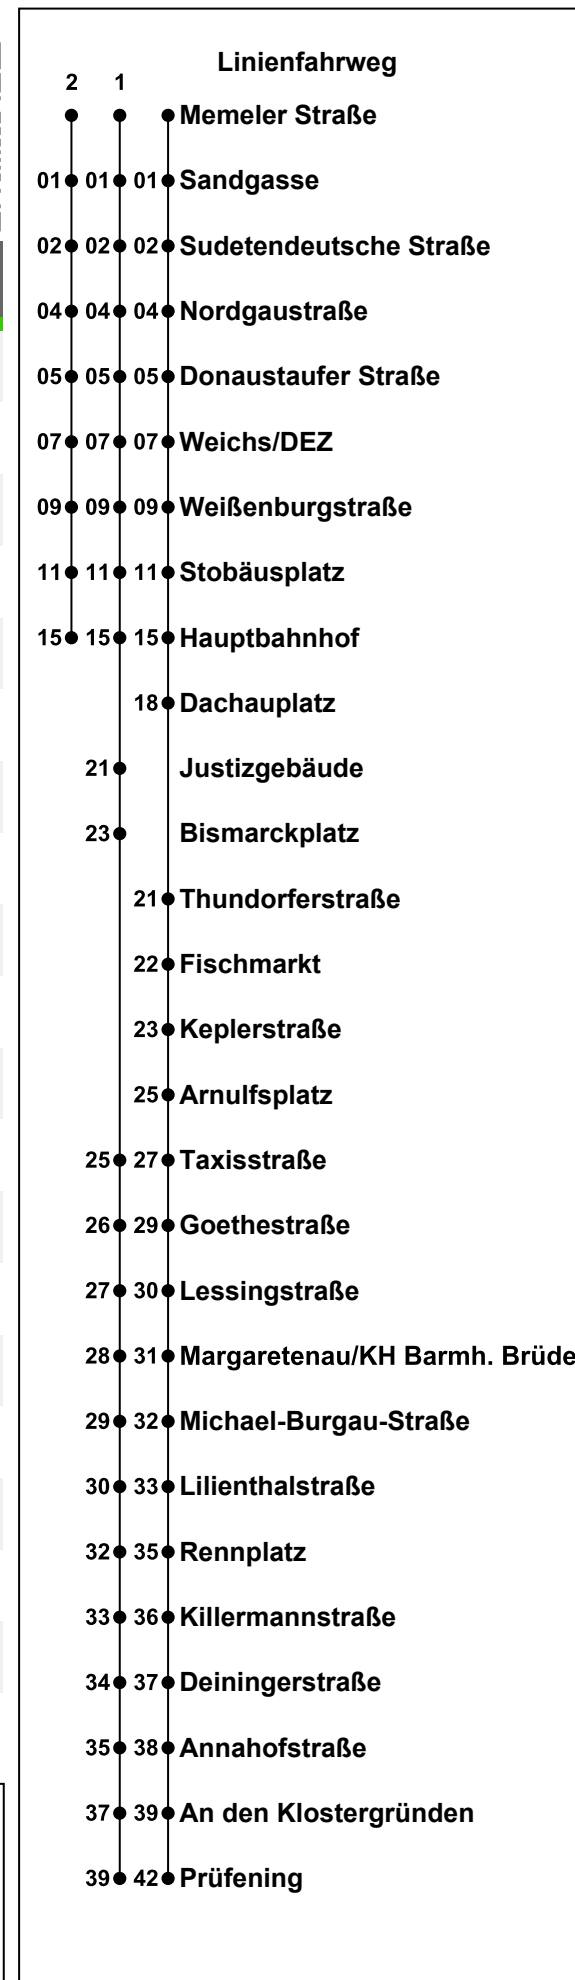 Linienfahrweg
2 1
Memeler Straße
01 01 01 Sandgasse
02 02 02 Sudetendeutsche Straße
04 04 04 Nordgaustraße
05 05 05 Donaustaufer Straße
07 07 07 Weichs/DEZ
09 09 09 Weißenburgstraße
11 11 11 Stobäusplatz
15 15 15 Hauptbahnhof
18 Dachauplatz
21 Justizgebäude
23 Bismarckplatz
21 Thundorferstraße
22 Fischmarkt
23 Keplerstraße
25 Arnulfsplatz
25 27 Taxisstraße
26 29 Goethestraße
27 30 Lessingstraße
28 31 Margaretenau/KH Barmh. Brüde
29 32 Michael-Burgau-Straße
30 33 Lilienthalstraße
32 35 Rennplatz
33 36 Killermannstraße
34 37 Deiningerstraße
35 38 Annahofstraße
37 39 An den Klostergründen
39 42 Prüfening